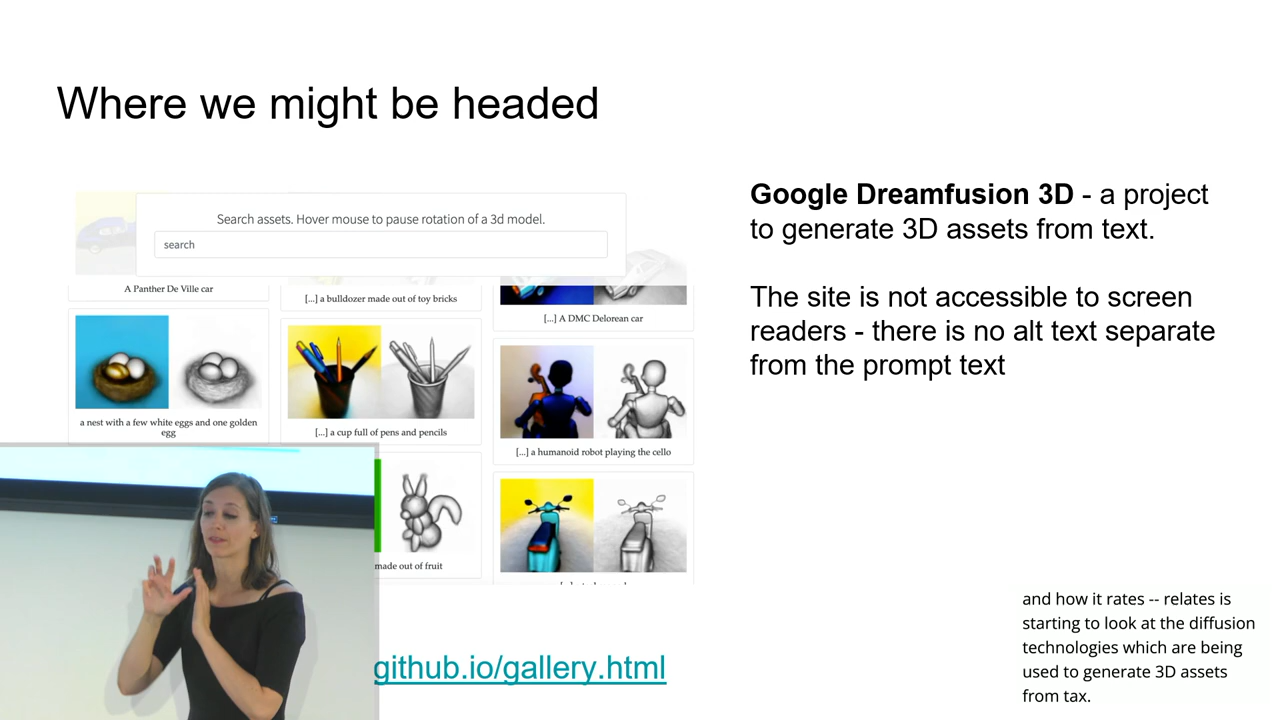 Where we might be headed
Search assets. Hover mouse to pause rotation of a 3d model.
search
A Panther De Ville car
[...] a bulldozer made out of toy bricks
[...] A DMC Delorean car
a nest with a few white eggs and one golden
egg
[...] a cup full of pens and pencils
[...] a humanoid robot playing the cello
made out of fruit
github.io/gallery.html
Google Dreamfusion 3D - a project
to generate 3D assets from text.
The site is not accessible to screen
readers - there is no alt text separate
from the prompt text
and how it rates -- relates is
starting to look at the diffusion
technologies which are being
used to generate 3D assets
from tax.